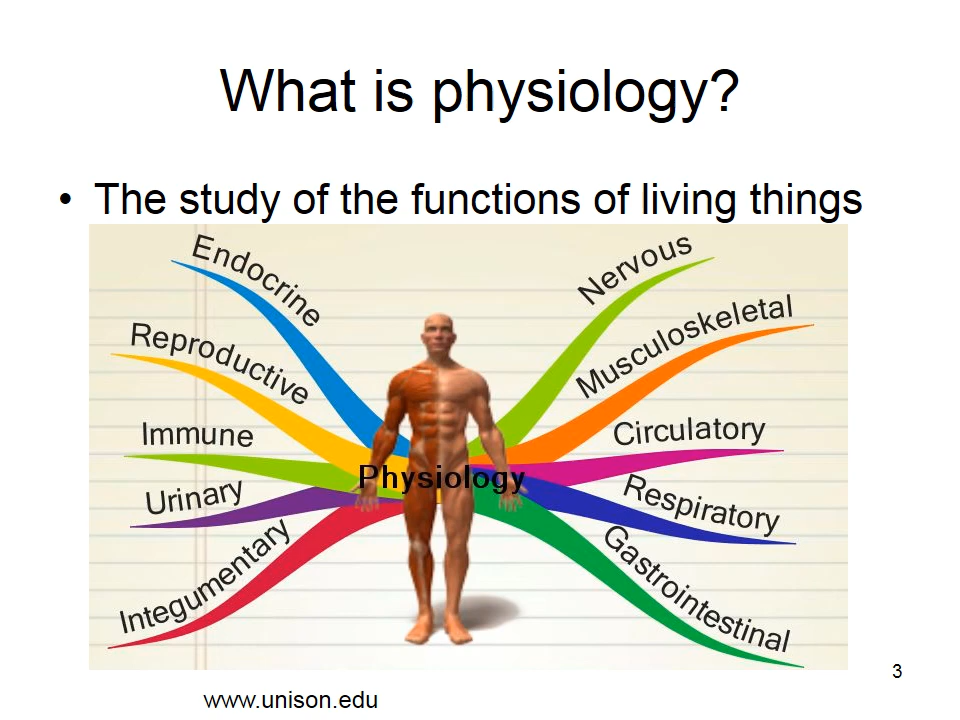 What is physiology?
• The study of the functions of living things
Endocrine
Reproductive
Immune
Urinary
Integumentary
Physiology
Nervous
Musculoskeletal
Circulatory
Respiratory
Gastrointestinal
3
www.unison.edu